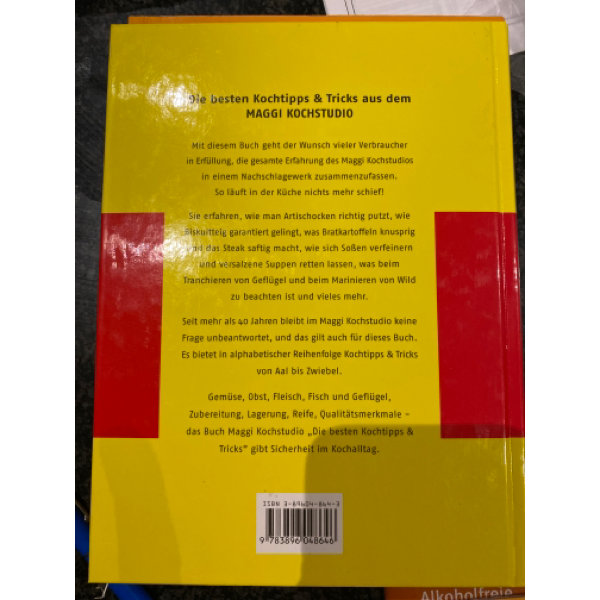 Die besten Kochtipps & Tricks aus dem
MAGGI KOCHSTUDIO
Mit diesem Buch geht der Wunsch vieler Verbraucher
in Erfüllung, die gesamte Erfahrung des Maggi Kochstudios
in einem Nachschlagewerk zusammenzufassen.
So läuft in der Küche nichts mehr schief!
Sie erfahren, wie man Artischocken richtig putzt, wie
Biskuitteig garantiert gelingt, was Bratkartoffeln knusprig
und das Steak saftig macht, wie sich Soßen verfeinern
und versalzene Suppen retten lassen, was beim
Tranchieren von Geflügel und beim Marinieren von Wild
zu beachten ist und vieles mehr.
Seit mehr als 40 Jahren bleibt im Maggi Kochstudio keine
Frage unbeantwortet, und das gilt auch für dieses Buch.
Es bietet in alphabetischer Reihenfolge Kochtipps & Tricks
von Aal bis Zwiebel.
Gemüse, Obst, Fleisch, Fisch und Geflügel,
Zubereitung, Lagerung, Reife, Qualitätsmerkmale –
das Buch Maggi Kochstudio „Die besten Kochtipps &
Tricks" gibt Sicherheit im Kochalltag.
ISBN 3-89604-864-3
9 783896 048646
Alkoholfreie